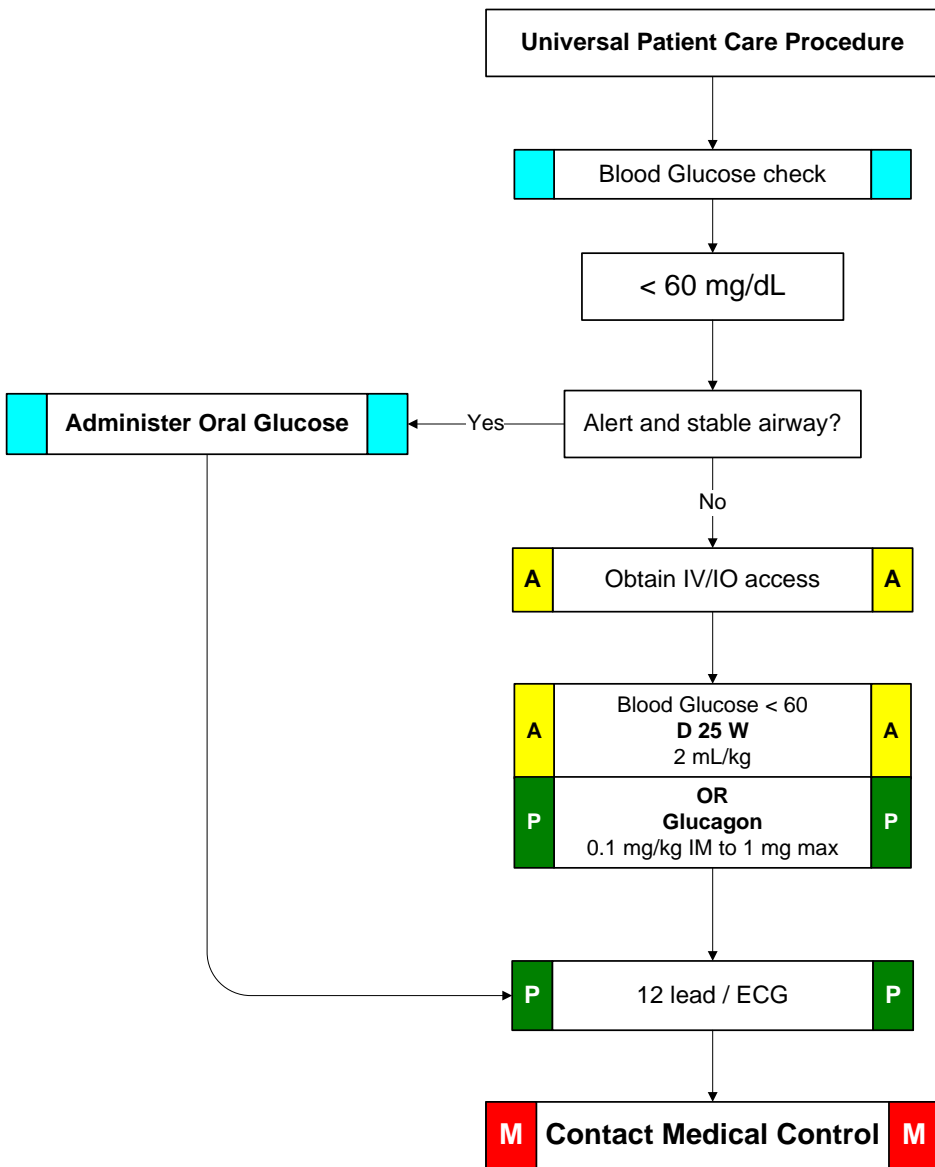 Universal Patient Care Procedure
Blood Glucose check
< 60 mg/dL
Administer Oral Glucose
Yes
Alert and stable airway?
No
A Obtain IV/IO access A
A
Blood Glucose < 60
D 25 W
2 mL/kg
A
P
OR
Glucagon
0.1 mg/kg IM to 1 mg max
P
P 12 lead / ECG P
M Contact Medical Control M